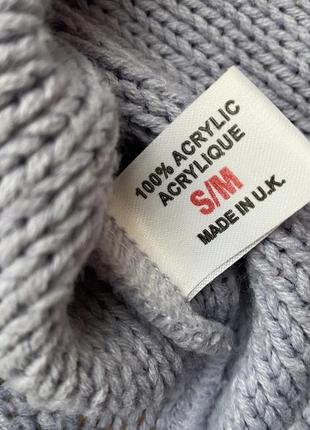 100% ACRYLIC
ACRYLIQUE
S/M
MADE IN U.K.